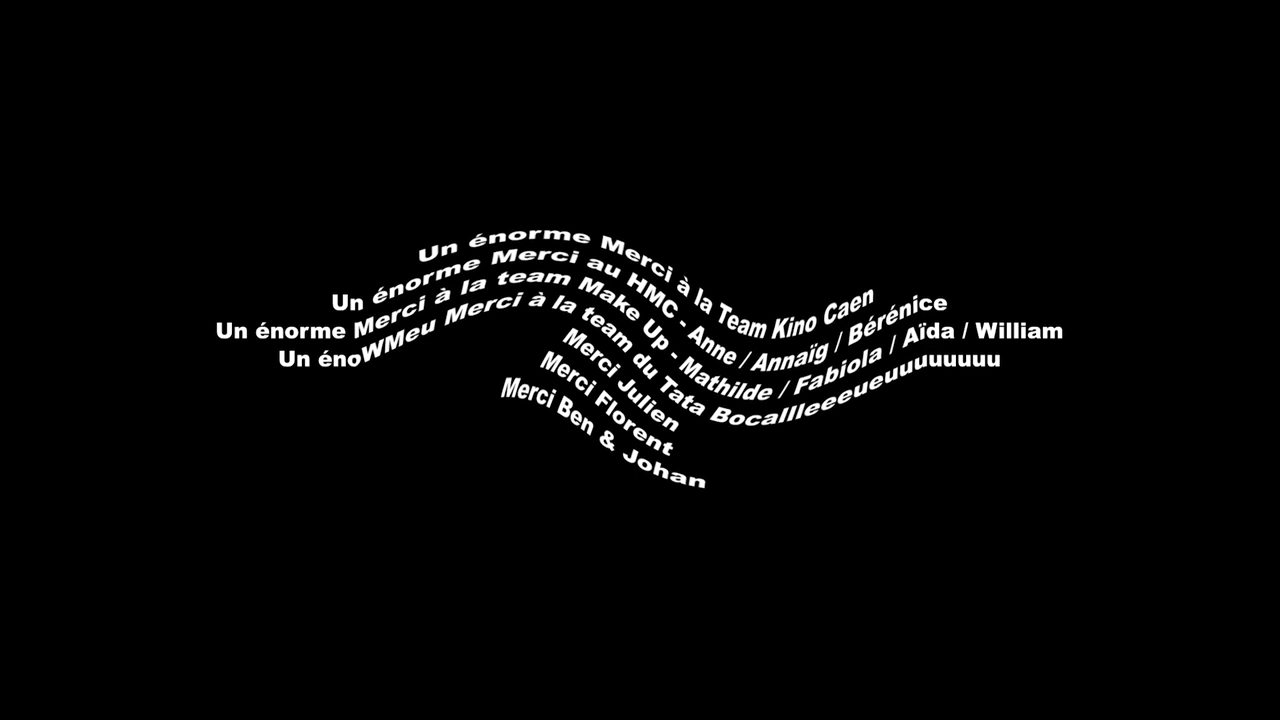 Un énorme Merci à la Team Kino Caen
Un énorme Merci au HMC - Anne / Annaïg / Bérénice
Un énorme Merci à la team Make Up - Mathilde / Fabiola / Aïda / William
Un énoWMeu Merci à la team du Tata Bocallleeeueuuuuuuuu
Merci Julien
Merci Florent
Merci Ben & Johan